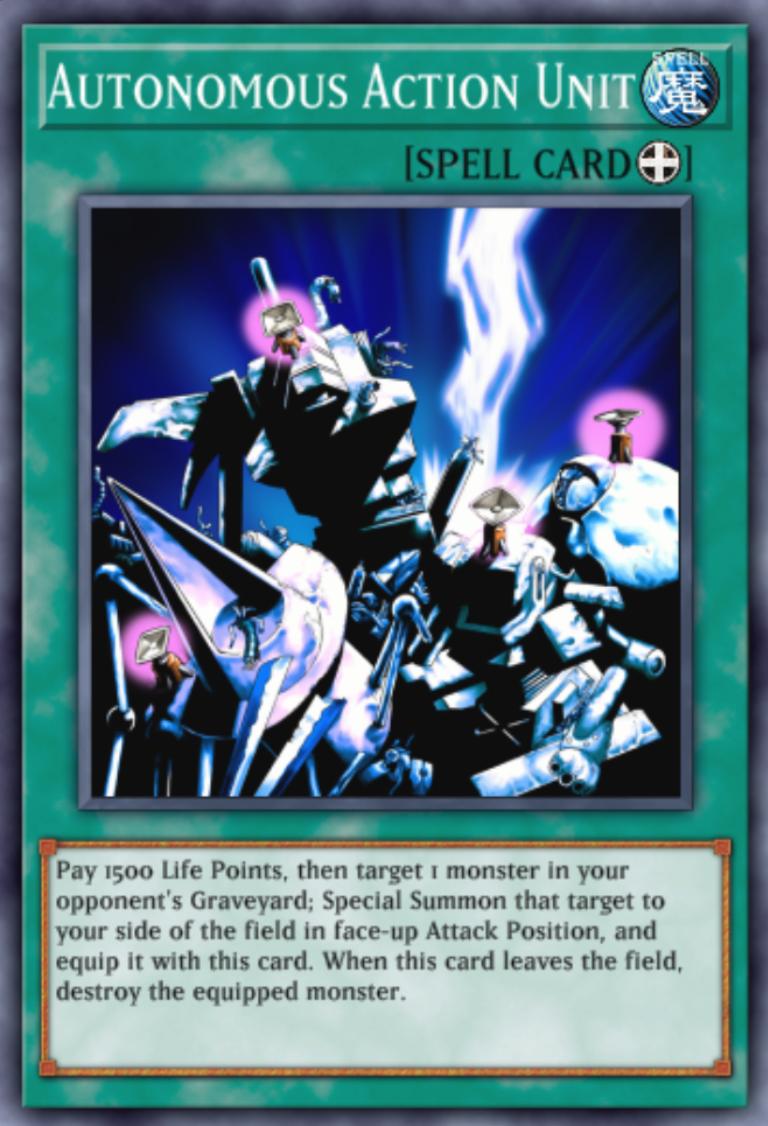 AUTONOMOUS ACTION UNIT
SPELL
魔
[SPELL CARD]
Pay 1500 Life Points, then target 1 monster in your
opponent's Graveyard; Special Summon that target to
your side of the field in face-up Attack Position, and
equip it with this card. When this card leaves the field,
destroy the equipped monster.